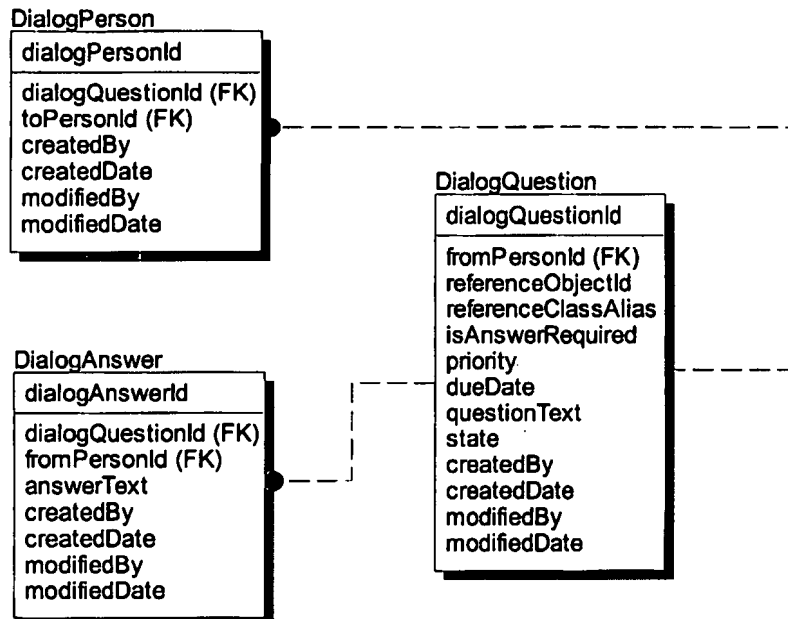 DialogPerson
dialogPersonId
dialogQuestionId (FK)
toPersonId (FK)
createdBy
createdDate
modifiedBy
modifiedDate
DialogQuestion
dialogQuestionId
fromPersonId (FK)
referenceObjectId
referenceClassAlias
isAnswerRequired
priority
dueDate
questionText
state
createdBy
createdDate
modifiedBy
modifiedDate
DialogAnswer
dialogAnswerId
dialogQuestionId (FK)
fromPersonId (FK)
answerText
createdBy
createdDate
modifiedBy
modifiedDate